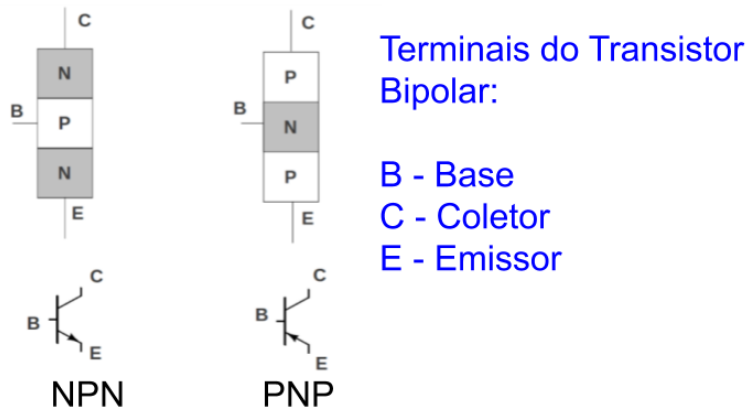 C
N
B
P
N
E
C
P
B
N
P
E
C
B
E
NPN
C
B
E
PNP
Terminais do Transistor
Bipolar:
B - Base
C - Coletor
E - Emissor